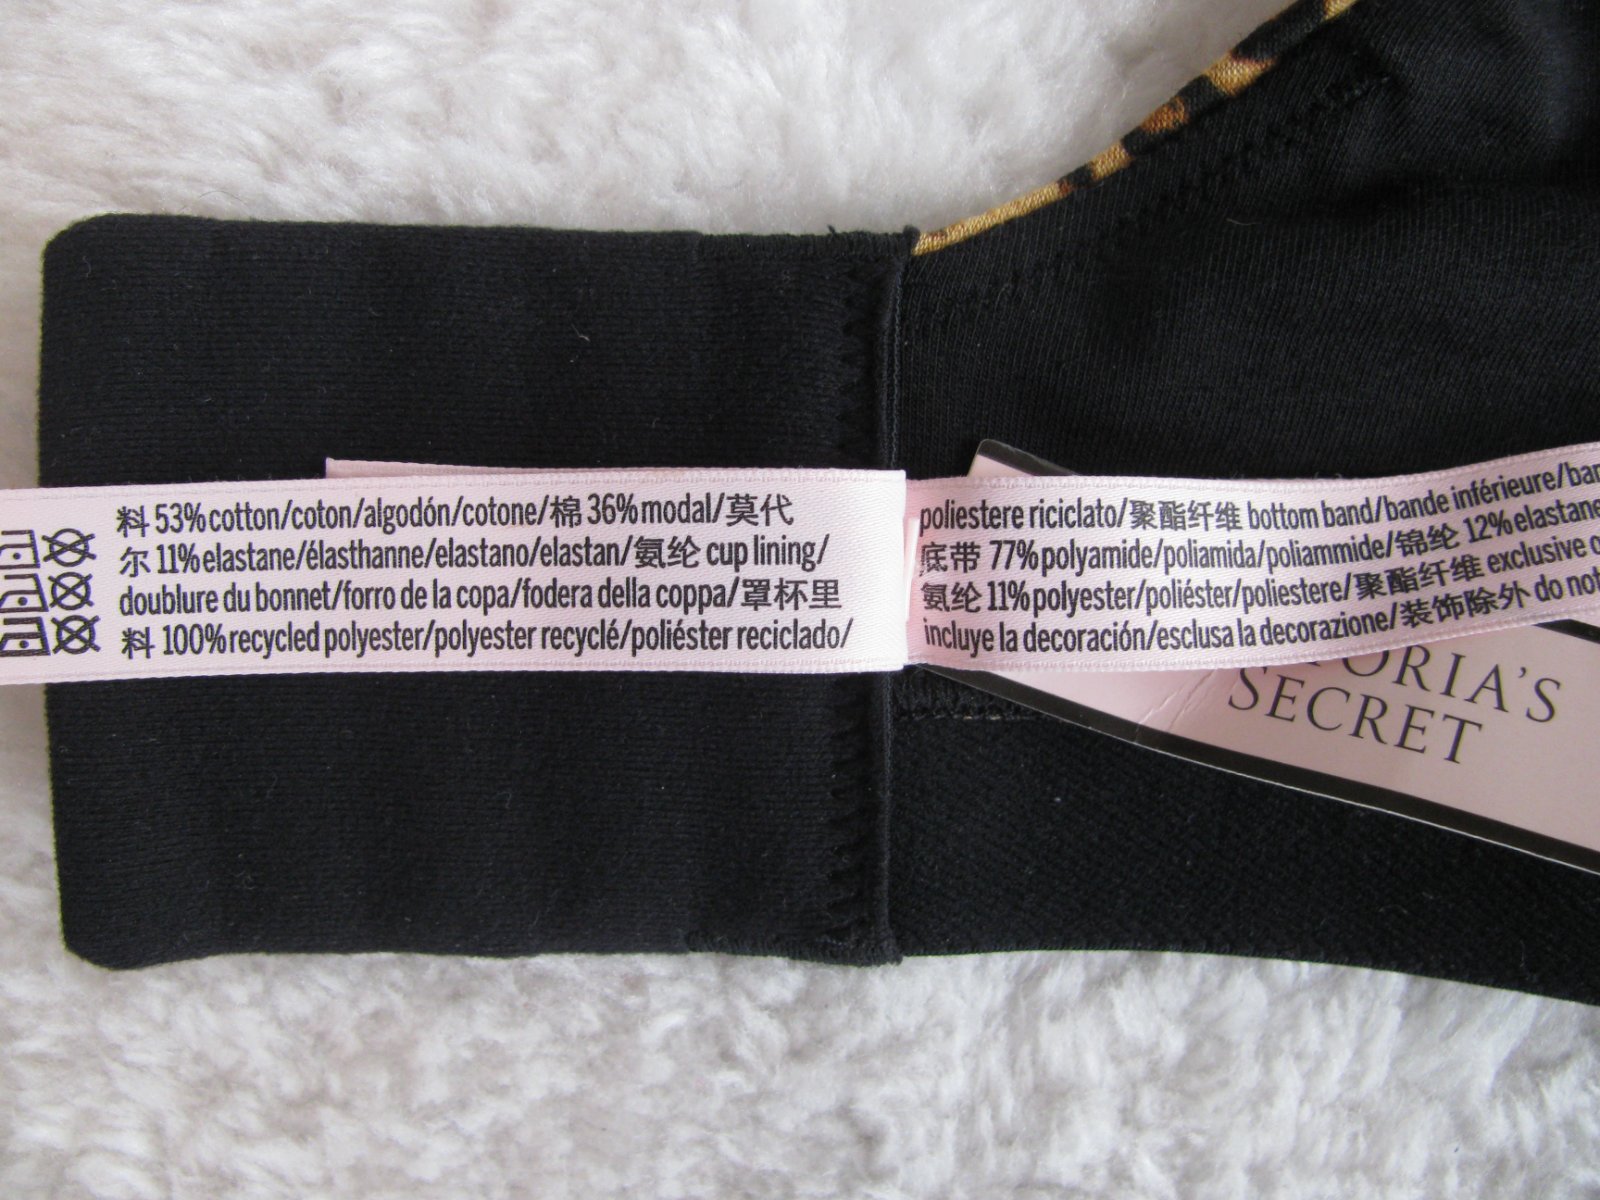 料 53% cotton/coton/algodón/cotone/棉 36% modal/莫代
尔 11% elastane/élasthanne/elastano/elastan/氨纶 cup lining/
doublure du bonnet/forro de la copa/fodera della coppa/罩杯里
料 100% recycled polyester/polyester recyclé/poliéster reciclado/
poliestere riciclato/聚酯纤维 bottom band/bande inférieure/ban
底带 77% polyamide/poliamida/poliammide/锦纶 12% elastane
氨纶 11% polyester/poliéster/poliestere/聚酯纤维 exclusive o
incluye la decoración/esclusa la decorazione/装饰除外 do not
TORIA'S
SECRET